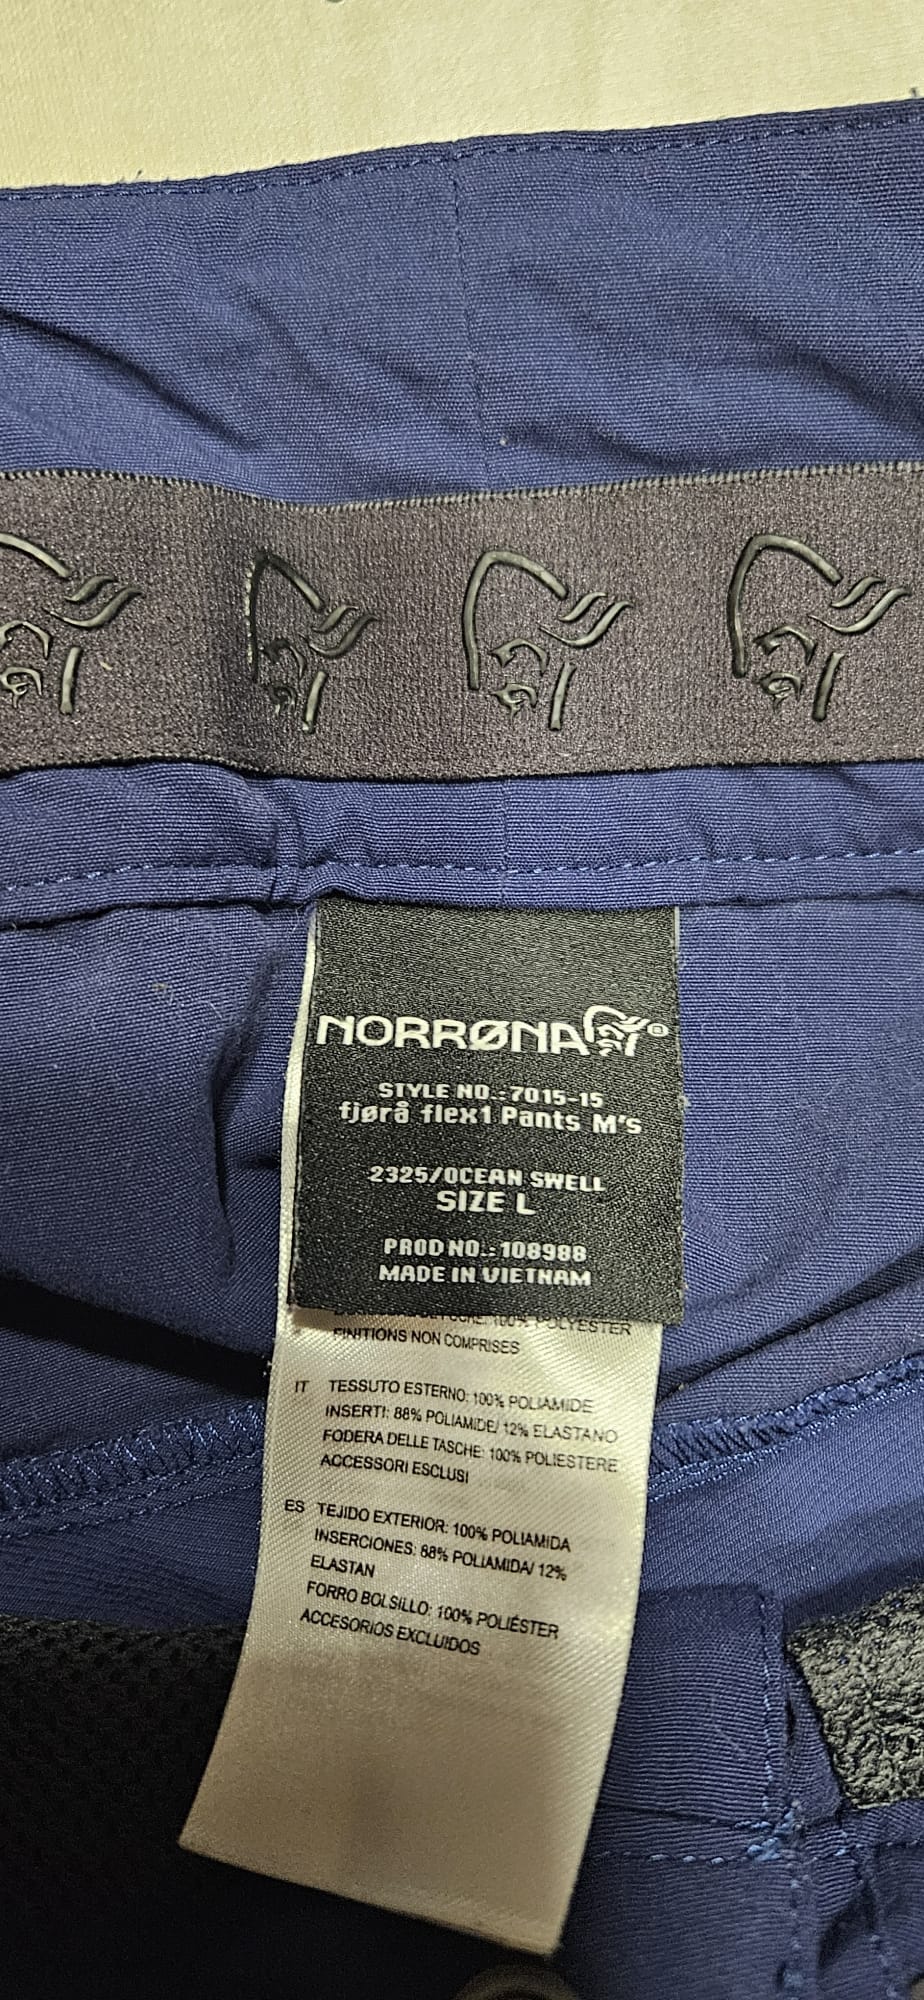 NORRØNA®
STYLE NO.:7015-15
fjørå flex1 Pants M's
2325/OCEAN SWELL
SIZE L
PROD NO.: 108988
MADE IN VIETNAM
100% POLYESTER
FINITIONS NON COMPRISES
IT TESSUTO ESTERNO: 100% POLIAMIDE
INSERTI: 88% POLIAMIDE/ 12% ELASTANO
FODERA DELLE TASCHE: 100% POLIESTERE
ACCESSORI ESCLUSI
ES TEJIDO EXTERIOR: 100% POLIAMIDA
INSERCIONES: 88% POLIAMIDA/ 12%
ELASTAN
FORRO BOLSILLO: 100% POLIÉSTER
ACCESORIOS EXCLUIDOS